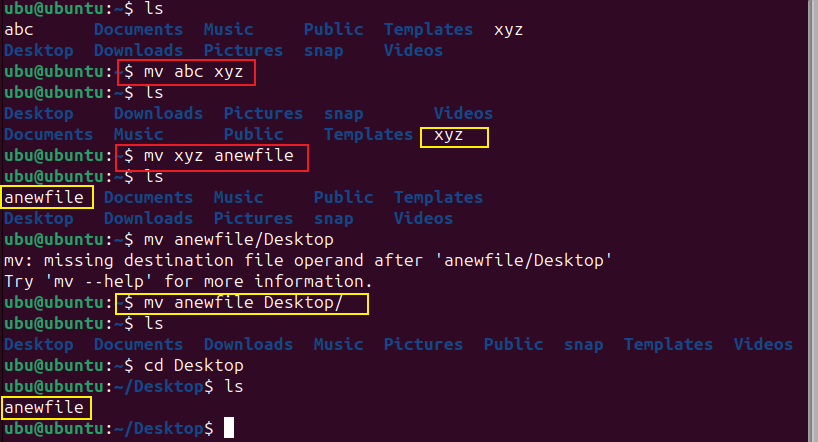 ubu@ubuntu:~$ ls
abc      Documents  Music     Public  Templates  xyz
Desktop  Downloads  Pictures  snap    Videos
ubu@ubuntu:~$ mv abc xyz
ubu@ubuntu:~$ ls
Desktop    Downloads  Pictures  snap       Videos
Documents  Music      Public    Templates  xyz
ubu@ubuntu:~$ mv xyz anewfile
ubu@ubuntu:~$ ls
anewfile  Documents  Music     Public  Templates
Desktop   Downloads  Pictures  snap    Videos
ubu@ubuntu:~$ mv anewfile/Desktop
mv: missing destination file operand after 'anewfile/Desktop'
Try 'mv --help' for more information.
ubu@ubuntu:~$ mv anewfile Desktop/
ubu@ubuntu:~$ ls
Desktop  Documents  Downloads  Music  Pictures  Public  snap  Templates  Videos
ubu@ubuntu:~$ cd Desktop
ubu@ubuntu:~/Desktop$ ls
anewfile
ubu@ubuntu:~/Desktop$